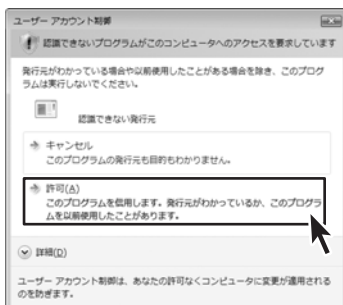 ユーザー アカウント制御
認識できないプログラムがこのコンピュータへのアクセスを要求しています
発行元がわかっている場合や以前使用したことがある場合を除き、このプログ
ラムは実行しないでください。
認識できない発行元
キャンセル
このプログラムの発行元も目的もわかりません。
許可(A)
このプログラムを信用します。発行元がわかっているか、このプログラ
ムを以前使用したことがあります。
詳細(D)
ユーザー アカウント制御は、あなたの許可なくコンピュータに変更が適用される
のを防ぎます。